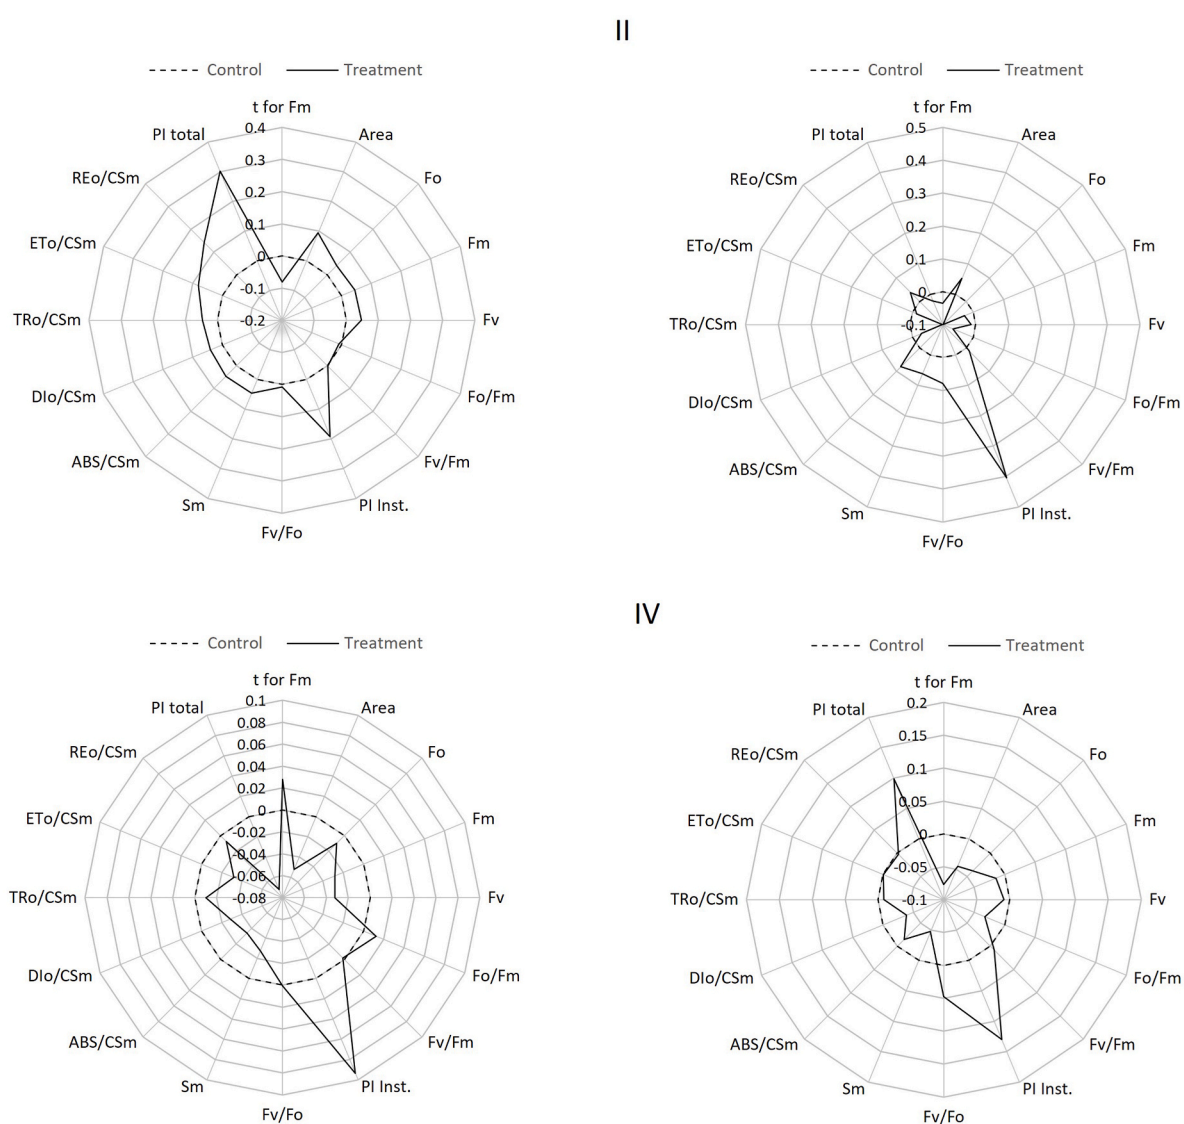 II
Control Treatment
t for Fm
Area
Fo
Fm
Fv
Fo/Fm
Fv/Fm
PI Inst.
Fv/Fo
Sm
ABS/CSm
DIo/CSm
TRo/CSm
ETo/CSm
REo/CSm
PI total
0.4
0.3
0.2
0.1
0
-0.1
-0.2
Control Treatment
t for Fm
Area
Fo
Fm
Fv
Fo/Fm
Fv/Fm
PI Inst.
Fv/Fo
Sm
ABS/CSm
DIo/CSm
TRo/CSm
ETo/CSm
REo/CSm
PI total
0.5
0.4
0.3
0.2
0.1
0
-0.1
IV
Control Treatment
t for Fm
Area
Fo
Fm
Fv
Fo/Fm
Fv/Fm
PI Inst.
Fv/Fo
Sm
ABS/CSm
DIo/CSm
TRo/CSm
ETo/CSm
REo/CSm
PI total
0.1
0.08
0.06
0.04
0.02
0
-0.02
-0.04
-0.06
-0.08
Control Treatment
t for Fm
Area
Fo
Fm
Fv
Fo/Fm
Fv/Fm
PI Inst.
Fv/Fo
Sm
ABS/CSm
DIo/CSm
TRo/CSm
ETo/CSm
REo/CSm
PI total
0.2
0.15
0.1
0.05
0
-0.05
-0.1